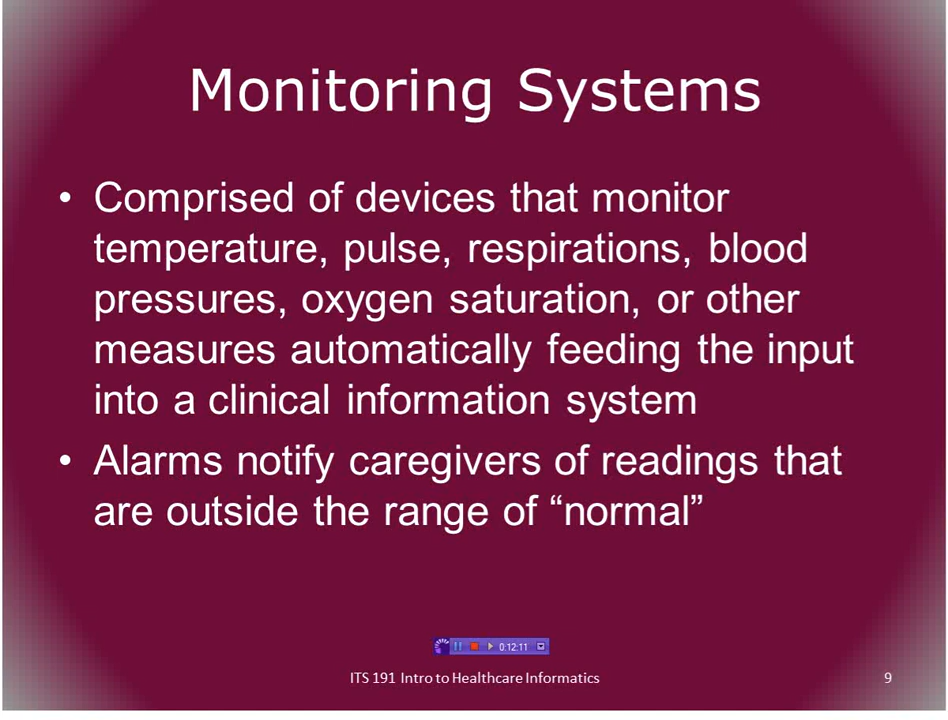 Monitoring Systems
• Comprised of devices that monitor
temperature, pulse, respirations, blood
pressures, oxygen saturation, or other
measures automatically feeding the input
into a clinical information system
• Alarms notify caregivers of readings that
are outside the range of “normal”
0:12:11
ITS 191 Intro to Healthcare Informatics 9